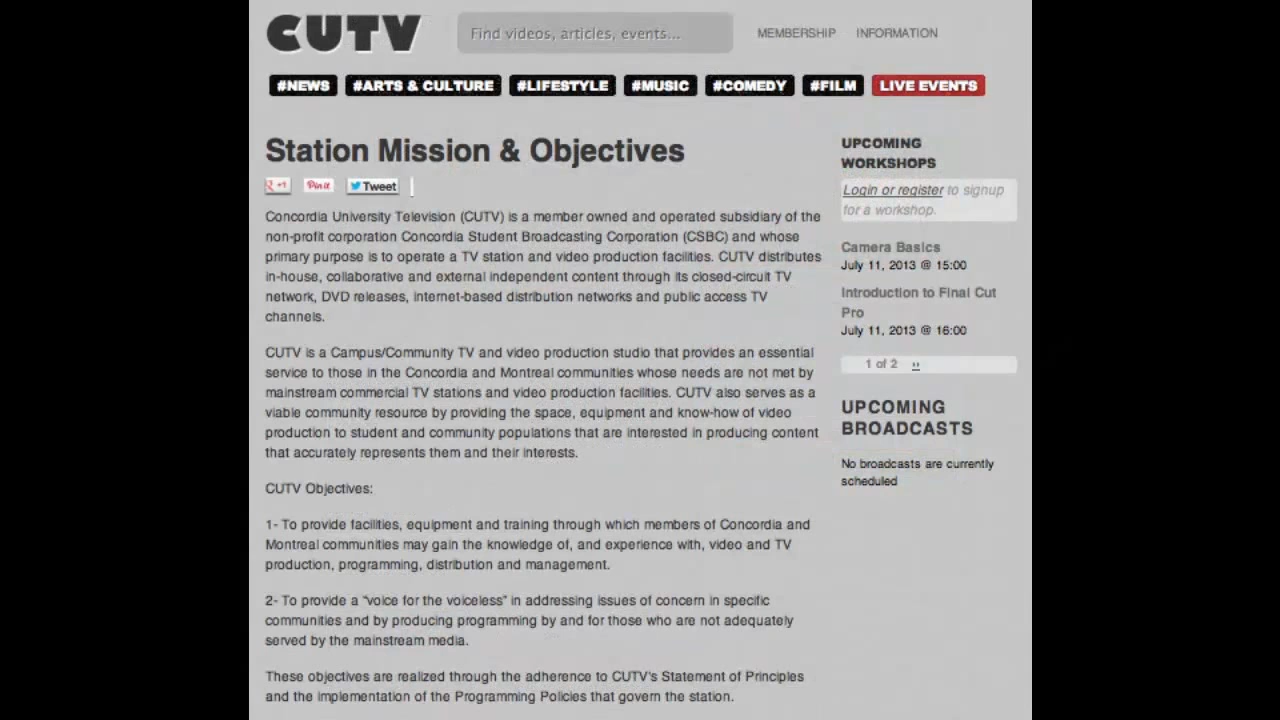 CUTV
Find videos, articles, events...
MEMBERSHIP INFORMATION
#NEWS #ARTS & CULTURE #LIFESTYLE #MUSIC #COMEDY #FILM LIVE EVENTS
Station Mission & Objectives
+1 Pin it Tweet
Concordia University Television (CUTV) is a member owned and operated subsidiary of the
non-profit corporation Concordia Student Broadcasting Corporation (CSBC) and whose
primary purpose is to operate a TV station and video production facilities. CUTV distributes
in-house, collaborative and external independent content through its closed-circuit TV
network, DVD releases, internet-based distribution networks and public access TV
channels.
CUTV is a Campus/Community TV and video production studio that provides an essential
service to those in the Concordia and Montreal communities whose needs are not met by
mainstream commercial TV stations and video production facilities. CUTV also serves as a
viable community resource by providing the space, equipment and know-how of video
production to student and community populations that are interested in producing content
that accurately represents them and their interests.
CUTV Objectives:
1- To provide facilities, equipment and training through which members of Concordia and
Montreal communities may gain the knowledge of, and experience with, video and TV
production, programming, distribution and management.
2- To provide a "voice for the voiceless" in addressing issues of concern in specific
communities and by producing programming by and for those who are not adequately
served by the mainstream media.
These objectives are realized through the adherence to CUTV's Statement of Principles
and the implementation of the Programming Policies that govern the station.
UPCOMING
WORKSHOPS
Login or register to signup
for a workshop.
Camera Basics
July 11, 2013 @ 15:00
Introduction to Final Cut
Pro
July 11, 2013 @ 16:00
1 of 2 ››
UPCOMING
BROADCASTS
No broadcasts are currently
scheduled